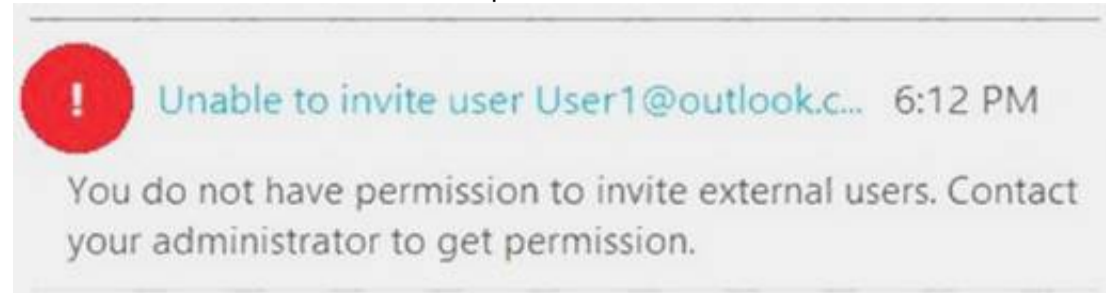 ! Unable to invite user User1@outlook.c... 6:12 PM
You do not have permission to invite external users. Contact
your administrator to get permission.